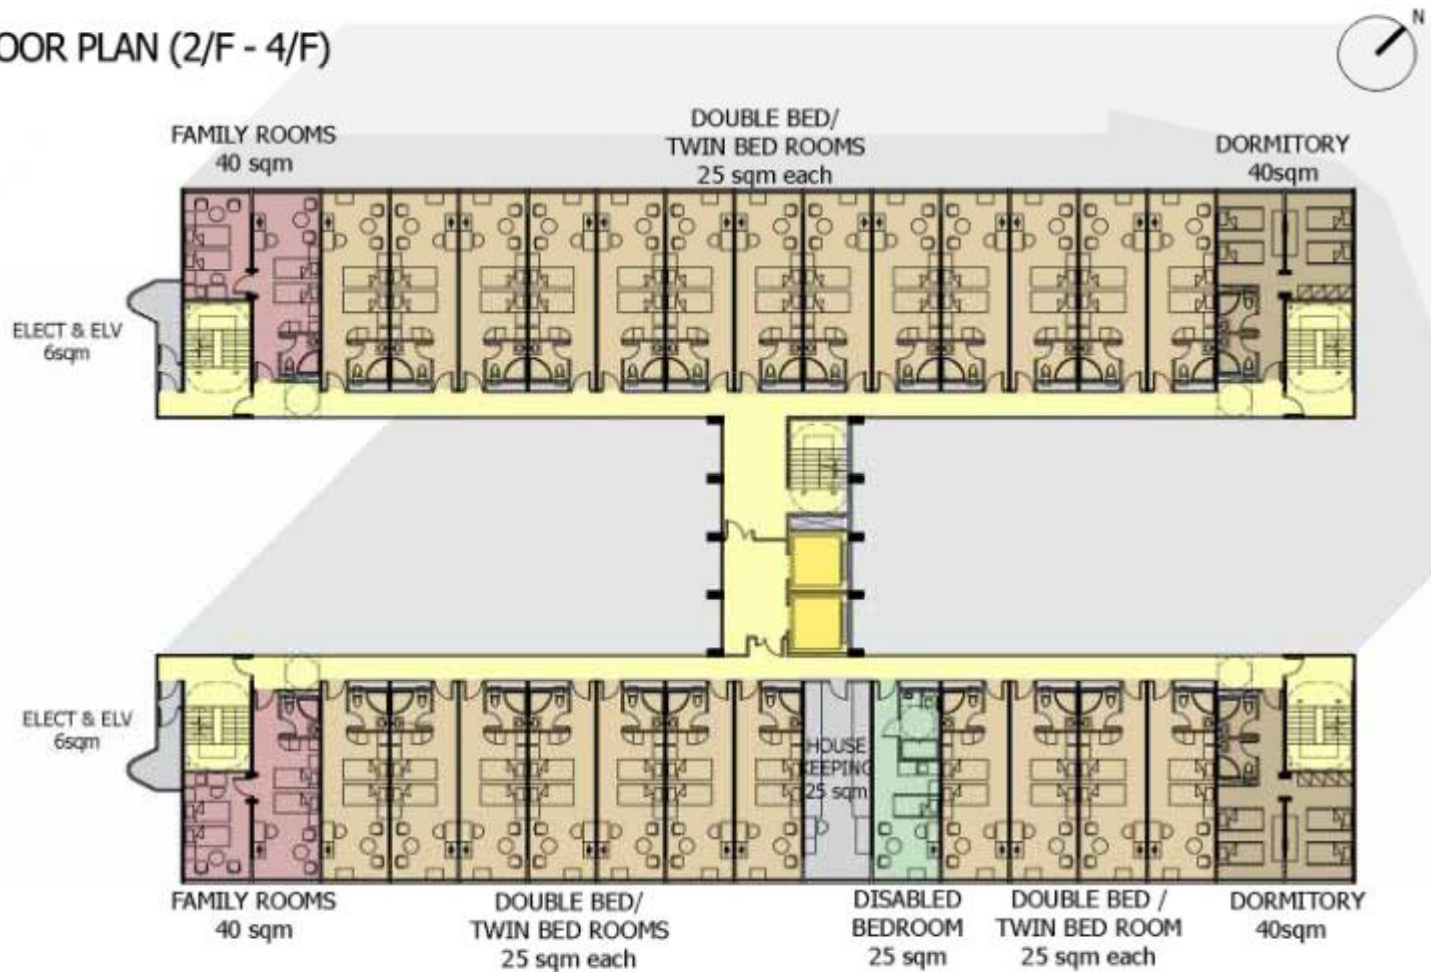 OOR PLAN (2/F - 4/F)
N
FAMILY ROOMS
40 sqm
DOUBLE BED/
TWIN BED ROOMS
25 sqm each
DORMITORY
40sqm
ELECT & ELV
6sqm
ELECT & ELV
6sqm
HOUSE
KEEPING
25 sqm
FAMILY ROOMS
40 sqm
DOUBLE BED/
TWIN BED ROOMS
25 sqm each
DISABLED
BEDROOM
25 sqm
DOUBLE BED /
TWIN BED ROOM
25 sqm each
DORMITORY
40sqm